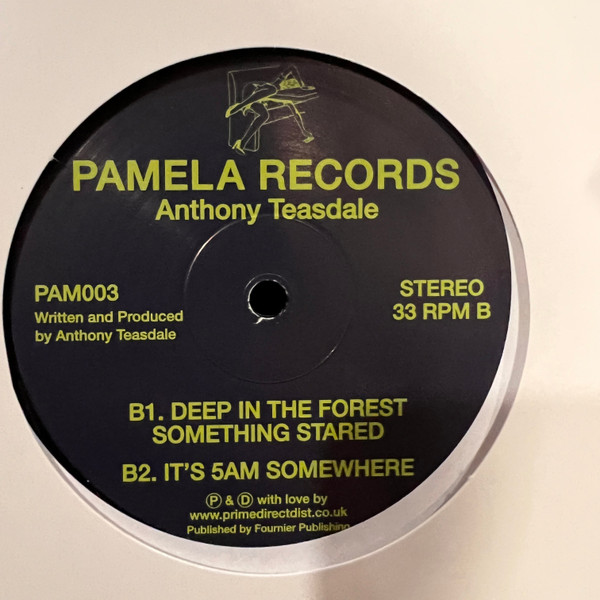 PAMELA RECORDS
Anthony Teasdale
PAM003
Written and Produced
by Anthony Teasdale
STEREO
33 RPM B
B1. DEEP IN THE FOREST
SOMETHING STARED
B2. IT'S 5AM SOMEWHERE
Ⓟ & Ⓓ with love by
www.primedirectdist.co.uk
Published by Fournier Publishing